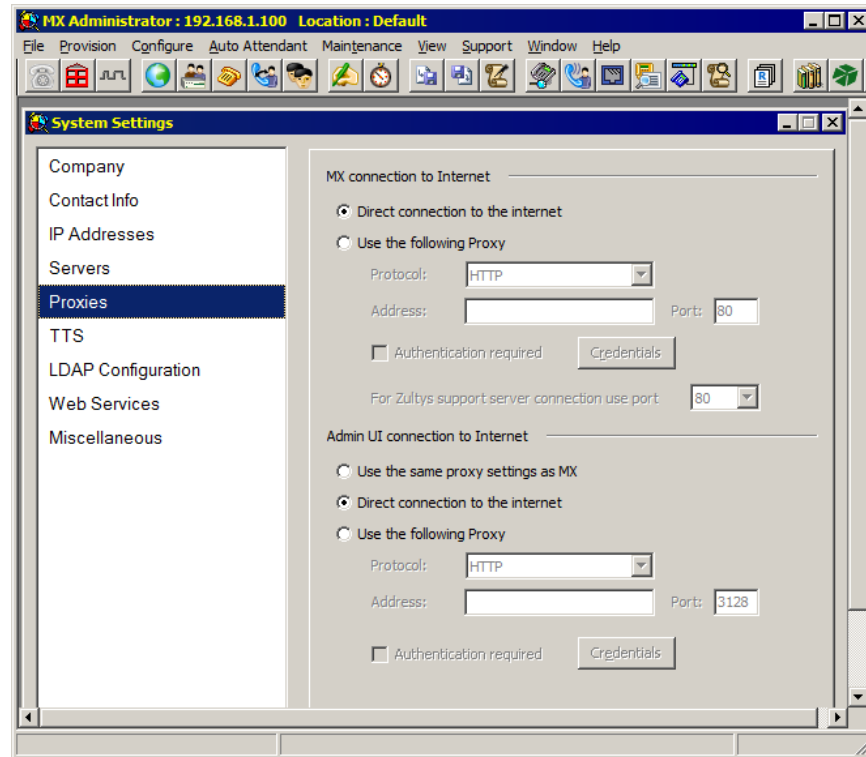 MX Administrator : 192.168.1.100 Location : Default
File Provision Configure Auto Attendant Maintenance View Support Window Help
System Settings
Company
Contact Info
IP Addresses
Servers
Proxies
TTS
LDAP Configuration
Web Services
Miscellaneous
MX connection to Internet
Direct connection to the internet
Use the following Proxy
Protocol: HTTP
Address: Port: 80
Authentication required Credentials
For Zultys support server connection use port 80
Admin UI connection to Internet
Use the same proxy settings as MX
Direct connection to the internet
Use the following Proxy
Protocol: HTTP
Address: Port: 3128
Authentication required Credentials